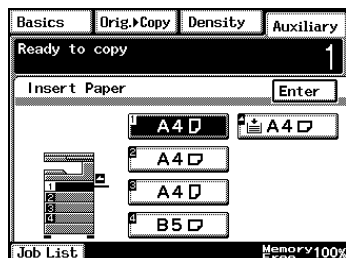 Basics Orig.▸Copy Density Auxiliary
Ready to copy 1
Insert Paper Enter
1 A4 A4
2 A4
1 3 A4
2
3
4 4 B5
Job List Memory Free 100%